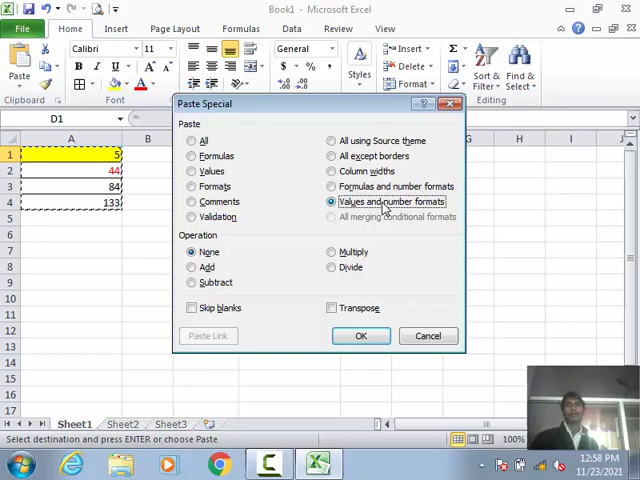 Book1 - Microsoft Excel
File Home Insert Page Layout Formulas Data Review View
Paste
Clipboard
Calibri 11
B I U
A A
Font
General
$ % ,
Styles
Insert
Delete
Format
Σ
Sort & Filter
Find & Select
D1
A B G H I
1 5
2 44
3 84
4 133
5
6
7
8
9
10
11
12
13
14
15
16
17
Paste Special
?
Paste
All
Formulas
Values
Formats
Comments
Validation
All using Source theme
All except borders
Column widths
Formulas and number formats
Values and number formats
All merging conditional formats
Operation
None
Add
Subtract
Multiply
Divide
Skip blanks
Transpose
Paste Link
OK
Cancel
Sheet1 Sheet2 Sheet3
Select destination and press ENTER or choose Paste
100%
12:58 PM
11/23/2021